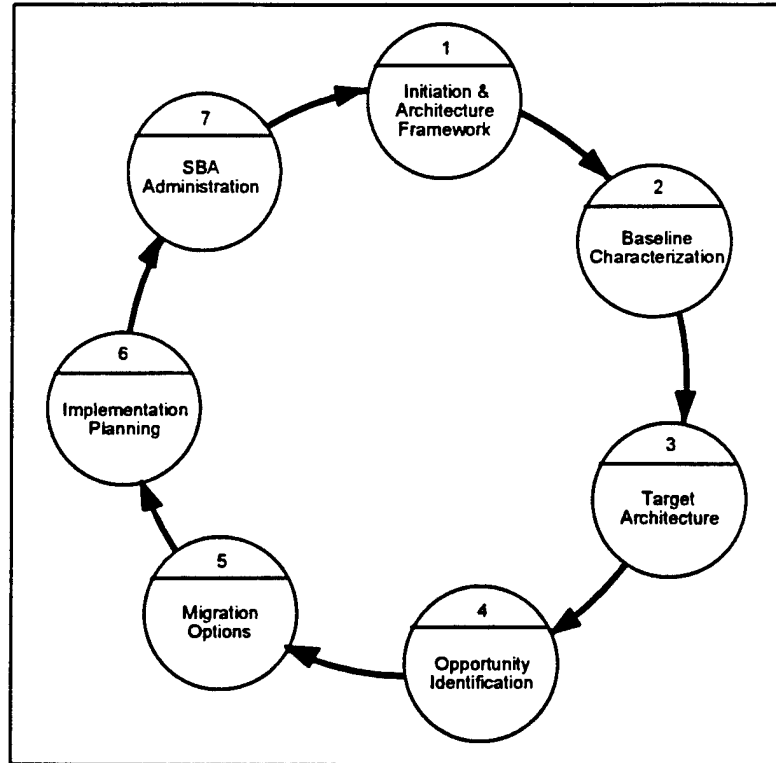 1
Initiation &
Architecture
Framework
2
Baseline
Characterization
3
Target
Architecture
4
Opportunity
Identification
5
Migration
Options
6
Implementation
Planning
7
SBA
Administration